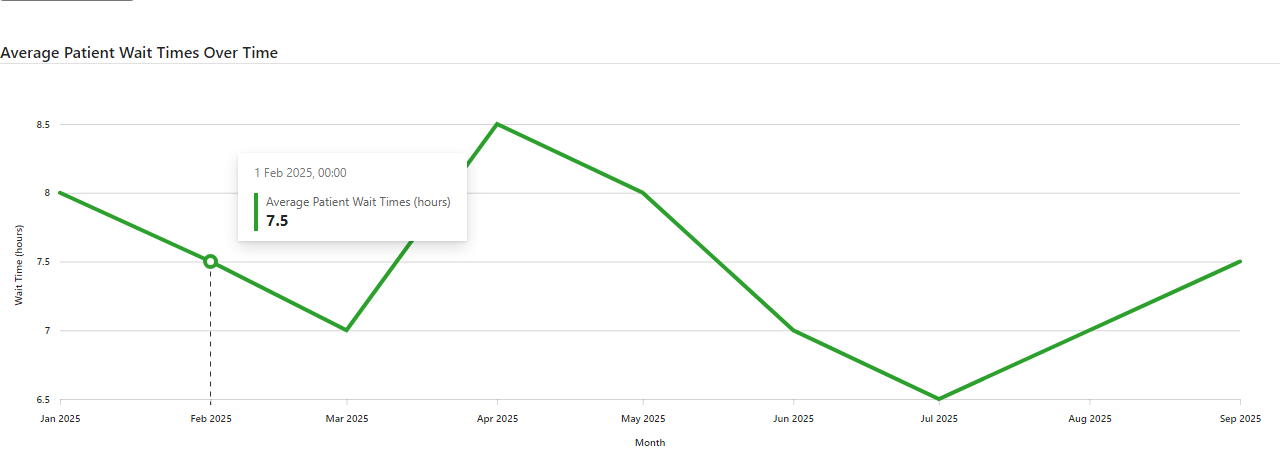 Average Patient Wait Times Over Time
8.5
1 Feb 2025, 00:00
8
Average Patient Wait Times (hours)
7.5
Wait Time (hours)
7.5
7
6.5
Jan 2025 Feb 2025 Mar 2025 Apr 2025 May 2025 Jun 2025 Jul 2025 Aug 2025 Sep 2025
Month